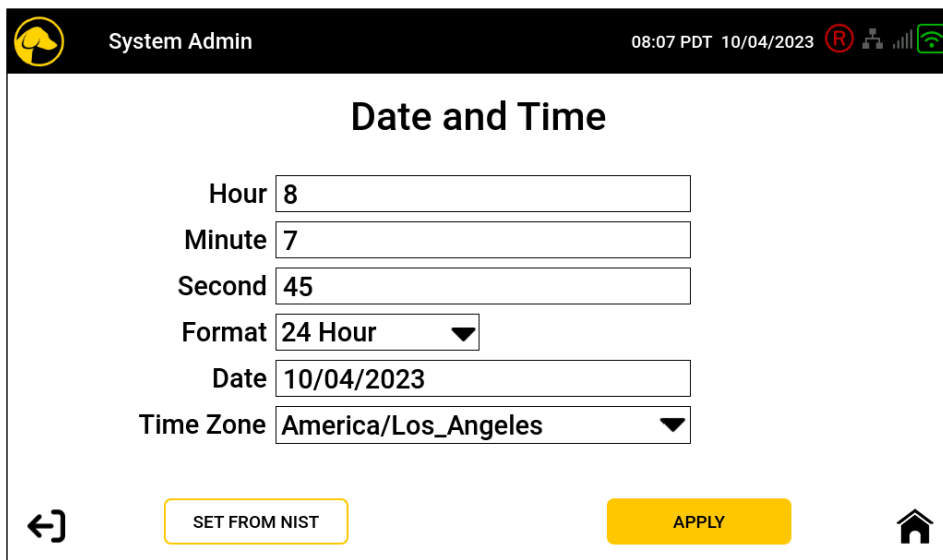 System Admin
08:07 PDT 10/04/2023 R
Date and Time
Hour 8
Minute 7
Second 45
Format 24 Hour
Date 10/04/2023
Time Zone America/Los_Angeles
SET FROM NIST
APPLY